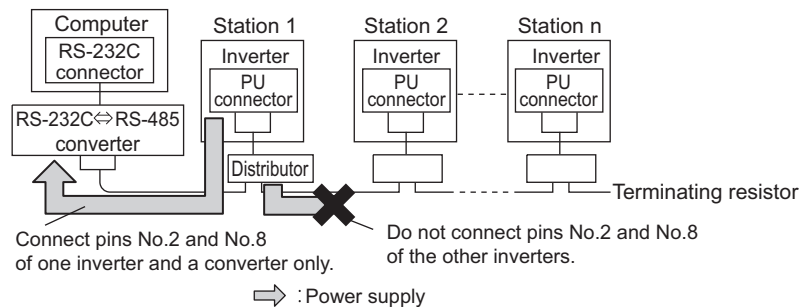 Computer
RS-232C
connector
RS-232C⇔RS-485
converter
Station 1
Inverter
PU
connector
Distributor
Station 2
Inverter
PU
connector
Station n
Inverter
PU
connector
Terminating resistor
Connect pins No.2 and No.8
of one inverter and a converter only.
Do not connect pins No.2 and No.8
of the other inverters.
: Power supply